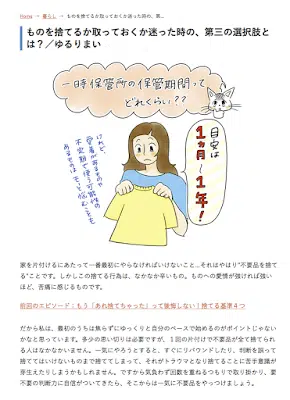 Home → 暮らし → ものを捨てるか取っておくか迷った時の、第...
ものを捨てるか取っておくか迷った時の、第三の選択肢と
は？／ゆるりまい
一時保管所の保管期間って
どれくらい??
目安は
1ヵ月〜1年!
けれど、
愛着があるものや
不定期で使う可能性の
あるものは もっと悩むことも
家を片付けるにあたって一番最初にやらなければいけないこと…それはやはり"不要品を捨て
る"ことです。しかしこの捨てる行為は、なかなか辛いもの。ものへの愛情が強ければ強い
ほど、苦痛に感じるものです。
前回のエピソード：もう「あれ捨てちゃった」って後悔しない！捨てる基準４つ
だから私は、最初のうちは焦らずにゆっくりと自分のペースで始めるのがポイントじゃない
かなと思っています。多少の思い切りは必要ですが、１回の片付けで不要品が全て捨てられ
る人はなかなかいません。一気にやろうとすると、すぐにリバウンドしたり、判断を誤って
捨ててはいけないものまで捨ててしまって、それがトラウマとなり捨てることに苦手意識が
芽生えたりしまうかもしれません。ですから気負わず回数を重ねるつもりで取り掛かり、要
不要の判断力に自信がついてきたら、そこからは一気に不要品をやっつけましょう。